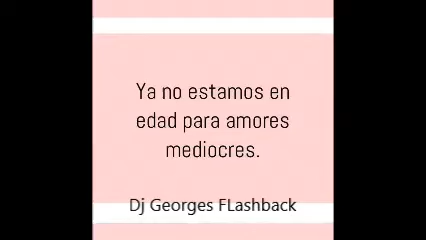 Ya no estamos en
edad para amores
mediocres.
Dj Georges FLashback